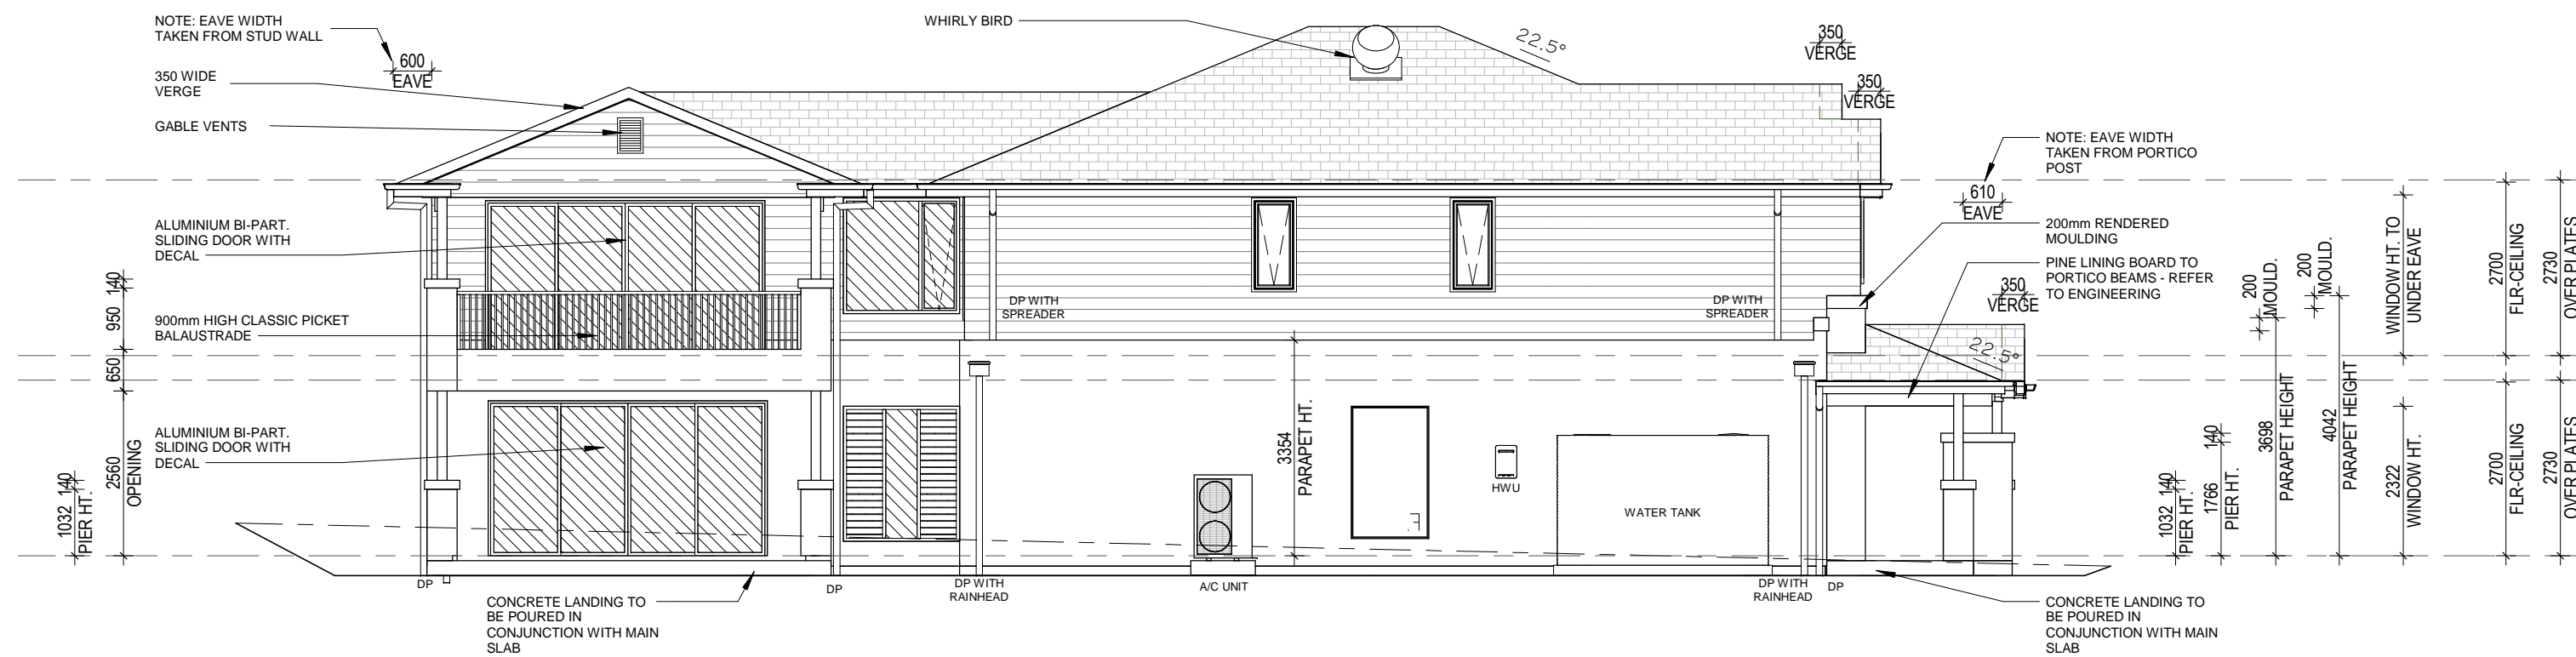 NOTE: EAVE WIDTH
TAKEN FROM STUD WALL
600
EAVE
350 WIDE
VERGE
GABLE VENTS
ALUMINIUM BI-PART.
SLIDING DOOR WITH
DECAL
900mm HIGH CLASSIC PICKET
BALAUSTRADE
ALUMINIUM BI-PART.
SLIDING DOOR WITH
DECAL
140
950
650
2560
OPENING
140
1032
PIER HT.
WHIRLY BIRD
22.5°
350
VERGE
350
VERGE
DP WITH
SPREADER
DP WITH
SPREADER
3354
PARAPET HT.
HWU
WATER TANK
DP
DP
DP WITH
RAINHEAD
A/C UNIT
DP WITH
RAINHEAD
DP
CONCRETE LANDING TO
BE POURED IN
CONJUNCTION WITH MAIN
SLAB
NOTE: EAVE WIDTH
TAKEN FROM PORTICO
POST
610
EAVE
200mm RENDERED
MOULDING
PINE LINING BOARD TO
PORTICO BEAMS - REFER
TO ENGINEERING
350
VERGE
22.5°
CONCRETE LANDING TO
BE POURED IN
CONJUNCTION WITH MAIN
SLAB
1032 140
PIER HT.
1766 140
PIER HT.
200
MOULD.
3698
PARAPET HEIGHT
200
MOULD.
4042
PARAPET HEIGHT
WINDOW HT. TO
UNDER EAVE
2322
WINDOW HT.
2700
FLR-CEILING
2700
FLR-CEILING
2730
OVER PLATES
2730
OVER PLATES